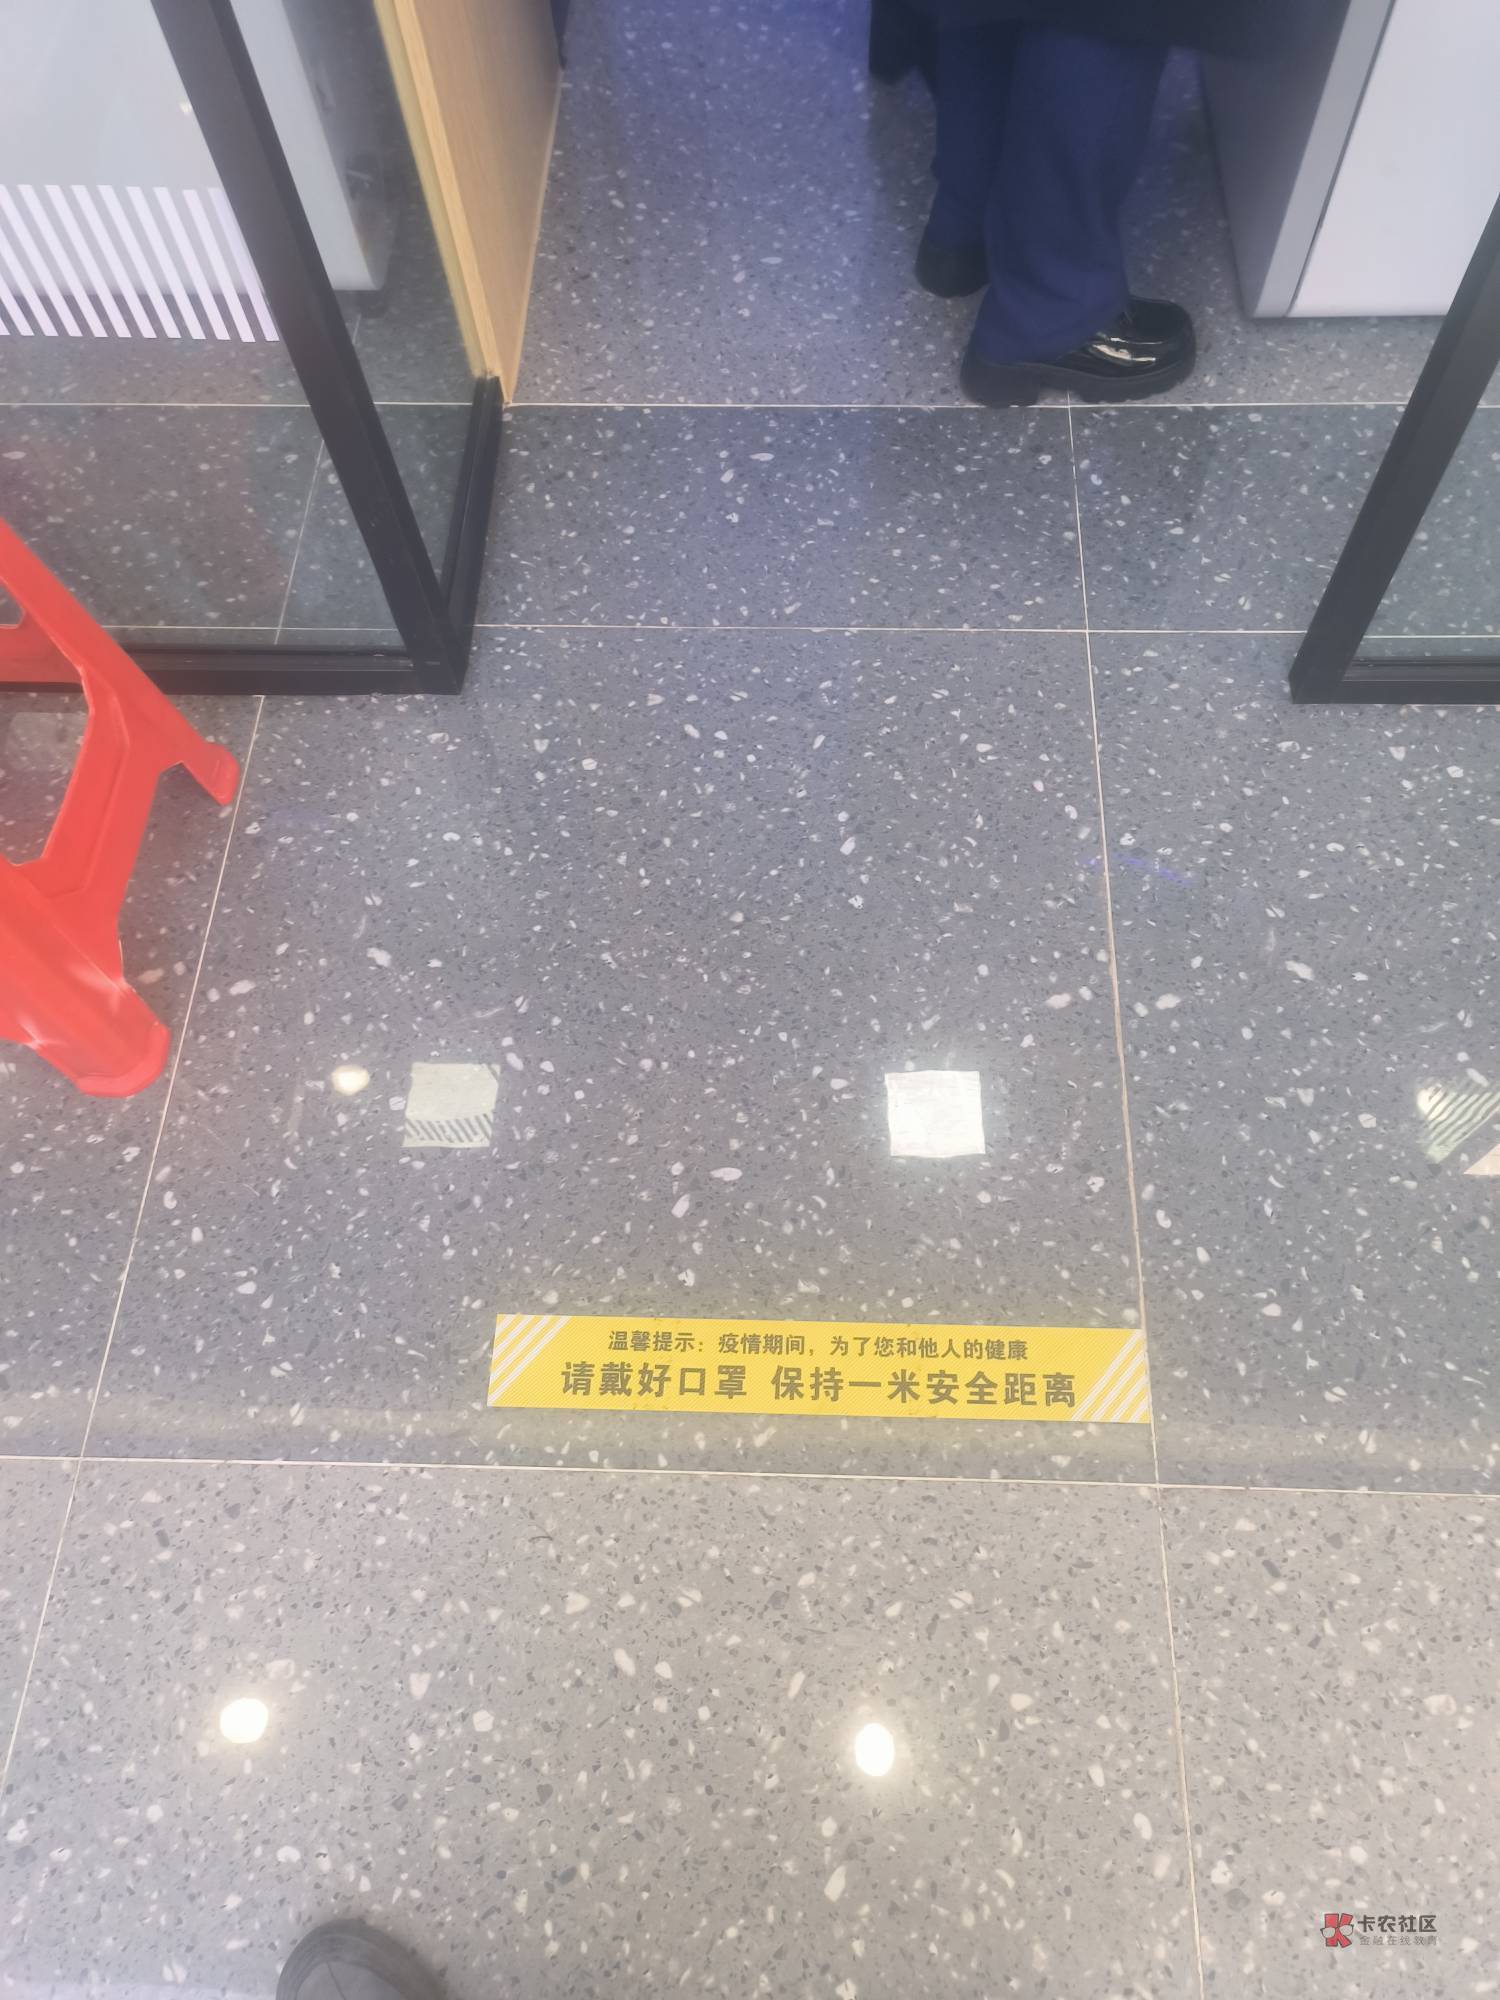 温馨提示：疫情期间，为了您和他人的健康
请戴好口罩 保持一米安全距离
卡农社区
金融在线教育